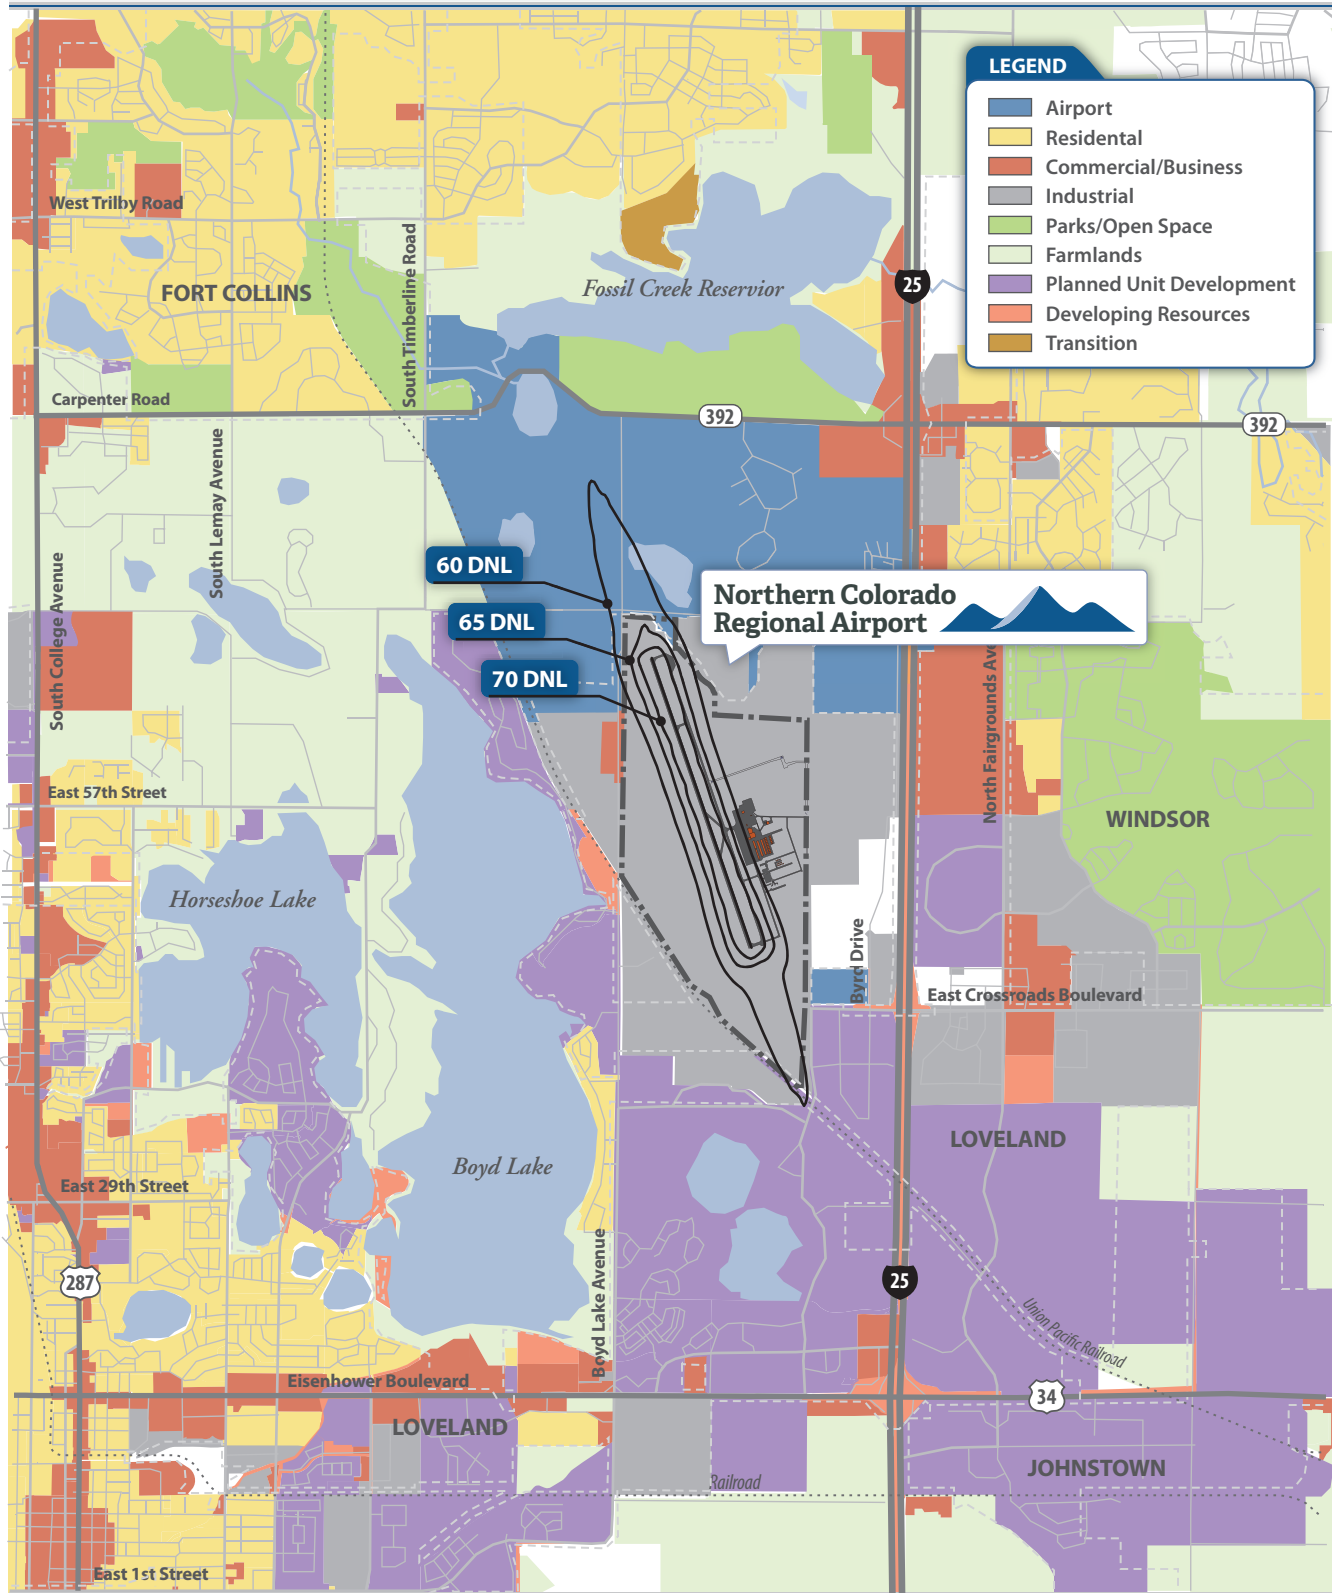 LEGEND
Airport
Residental
Commercial/Business
Industrial
Parks/Open Space
Farmlands
Planned Unit Development
Developing Resources
Transition
West Trilby Road
FORT COLLINS
South Timberline Road
Fossil Creek Reservior
25
Carpenter Road
392
392
South Lemay Avenue
South College Avenue
60 DNL
65 DNL
70 DNL
Northern Colorado
Regional Airport
North Fairgrounds Ave
East 57th Street
WINDSOR
Horseshoe Lake
Byrd Drive
East Crossroads Boulevard
LOVELAND
Boyd Lake
East 29th Street
287
Boyd Lake Avenue
25
Union Pacific Railroad
Eisenhower Boulevard
34
LOVELAND
JOHNSTOWN
Railroad
East 1st Street